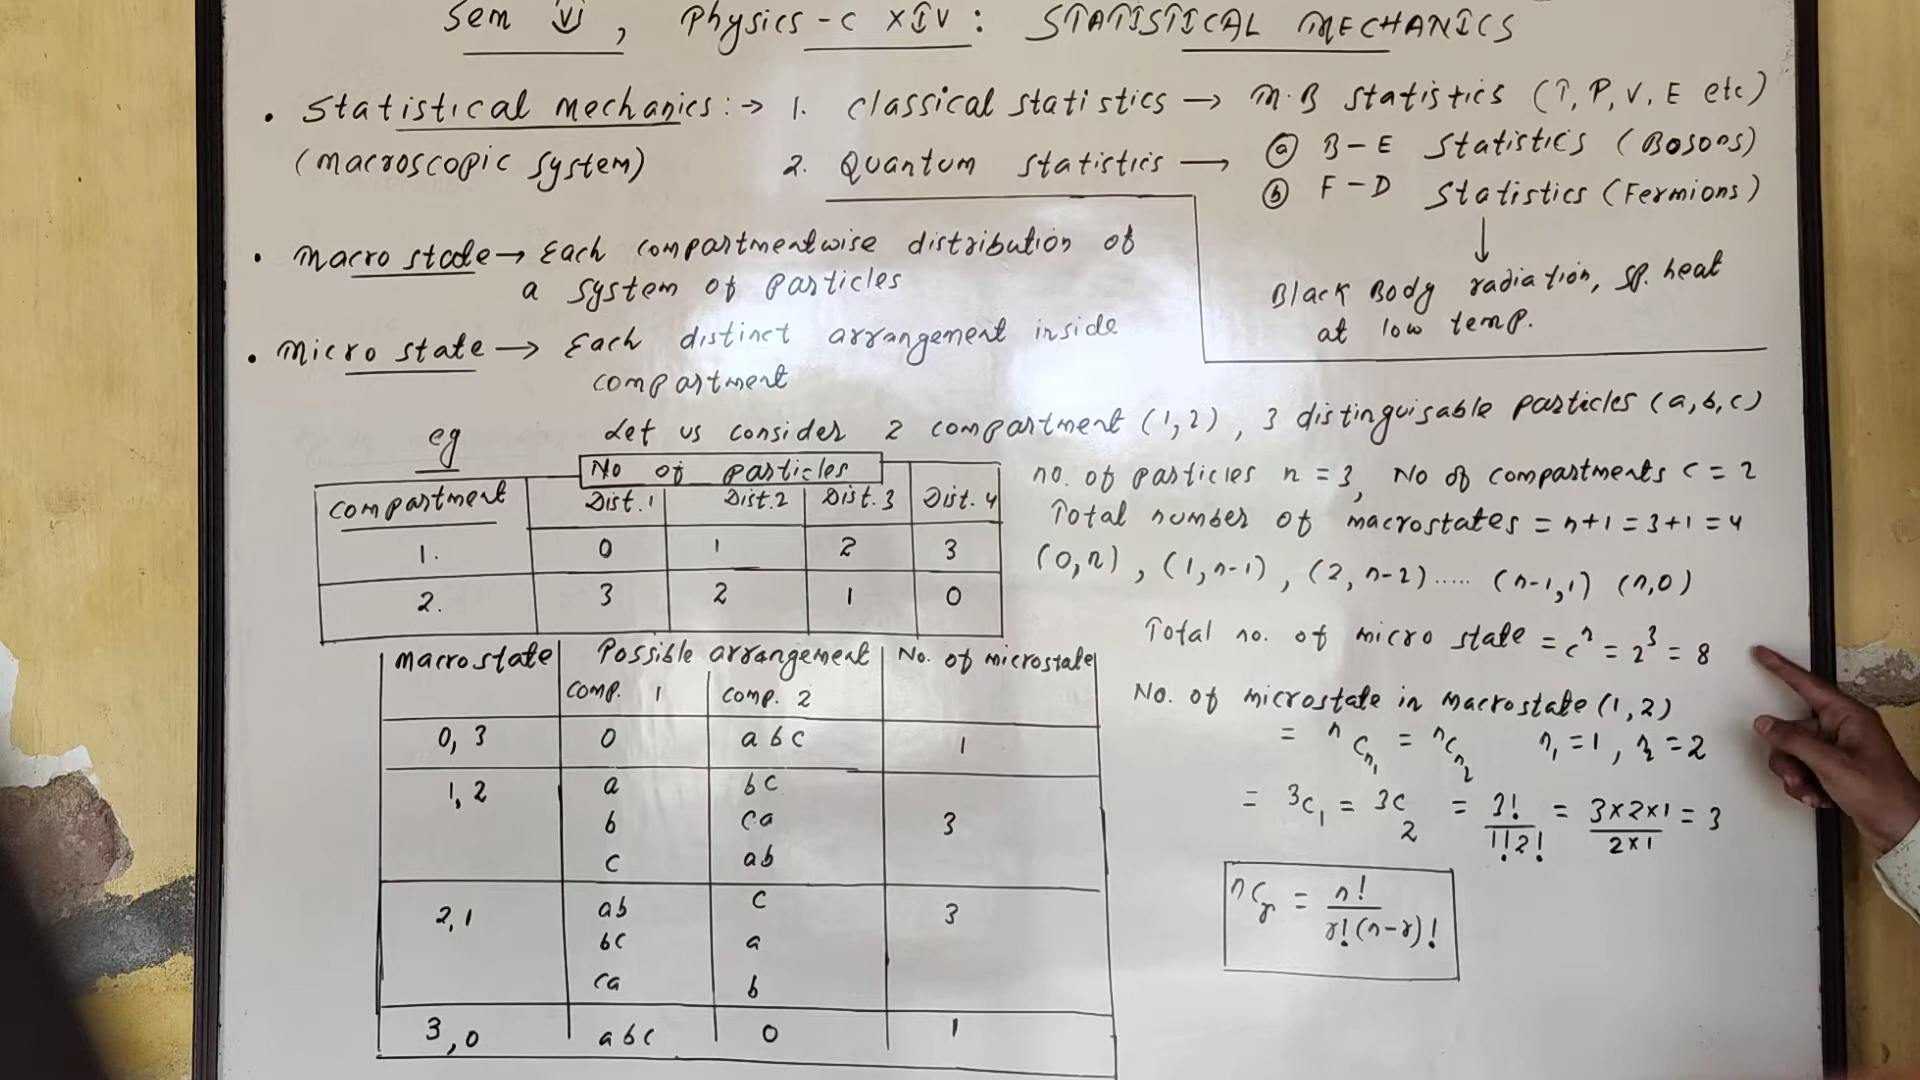 Sem VI, Physics - C XIV: STATISTICAL MECHANICS
• Statistical mechanics: → 1. Classical statistics → M.B statistics (T, P, V, E etc)
(macroscopic system) 2. Quantum statistics → (a) B-E statistics (Bosons)
(b) F-D statistics (Fermions)
↓
Black Body radiation, sp. heat
at low temp.
• Macro state → Each compartmentwise distribution of
a system of particles
• Micro state → Each distinct arrangement inside
compartment
eg Let us consider 2 compartment (1,2), 3 distinguisable particles (a,b,c)
No of particles
Compartment Dist.1 Dist.2 Dist.3 Dist.4
1. 0 1 2 3
2. 3 2 1 0
no. of particles n = 3, No of compartments c = 2
Total number of macrostates = n+1 = 3+1 = 4
(0,n), (1,n-1), (2,n-2)..... (n-1,1) (n,0)
Total no. of micro state = cⁿ = 2³ = 8
No. of microstate in macrostate (1,2)
= ⁿCₙ₁ = ⁿCₙ₂ n₁ = 1, n₂ = 2
= ³C₁ = 3C₂ = 3!/1!2! = 3×2×1/2×1 = 3
ⁿCᵣ = n!/r!(n-r)!
Macrostate Possible arrangement No. of microstate
comp. 1 comp. 2
0, 3 0 a b c 1
1, 2 a bc
b ca 3
c ab
2,1 ab c 3
bc a
ca b
3,0 abc 0 1